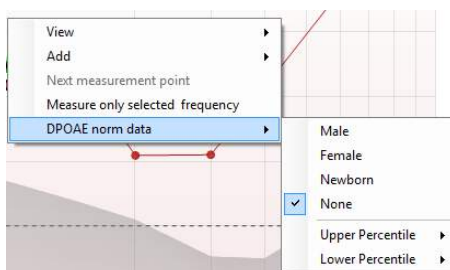 View
Add
Next measurement point
Measure only selected frequency
DPOAE norm data
Male
Female
Newborn
None
Upper Percentile
Lower Percentile